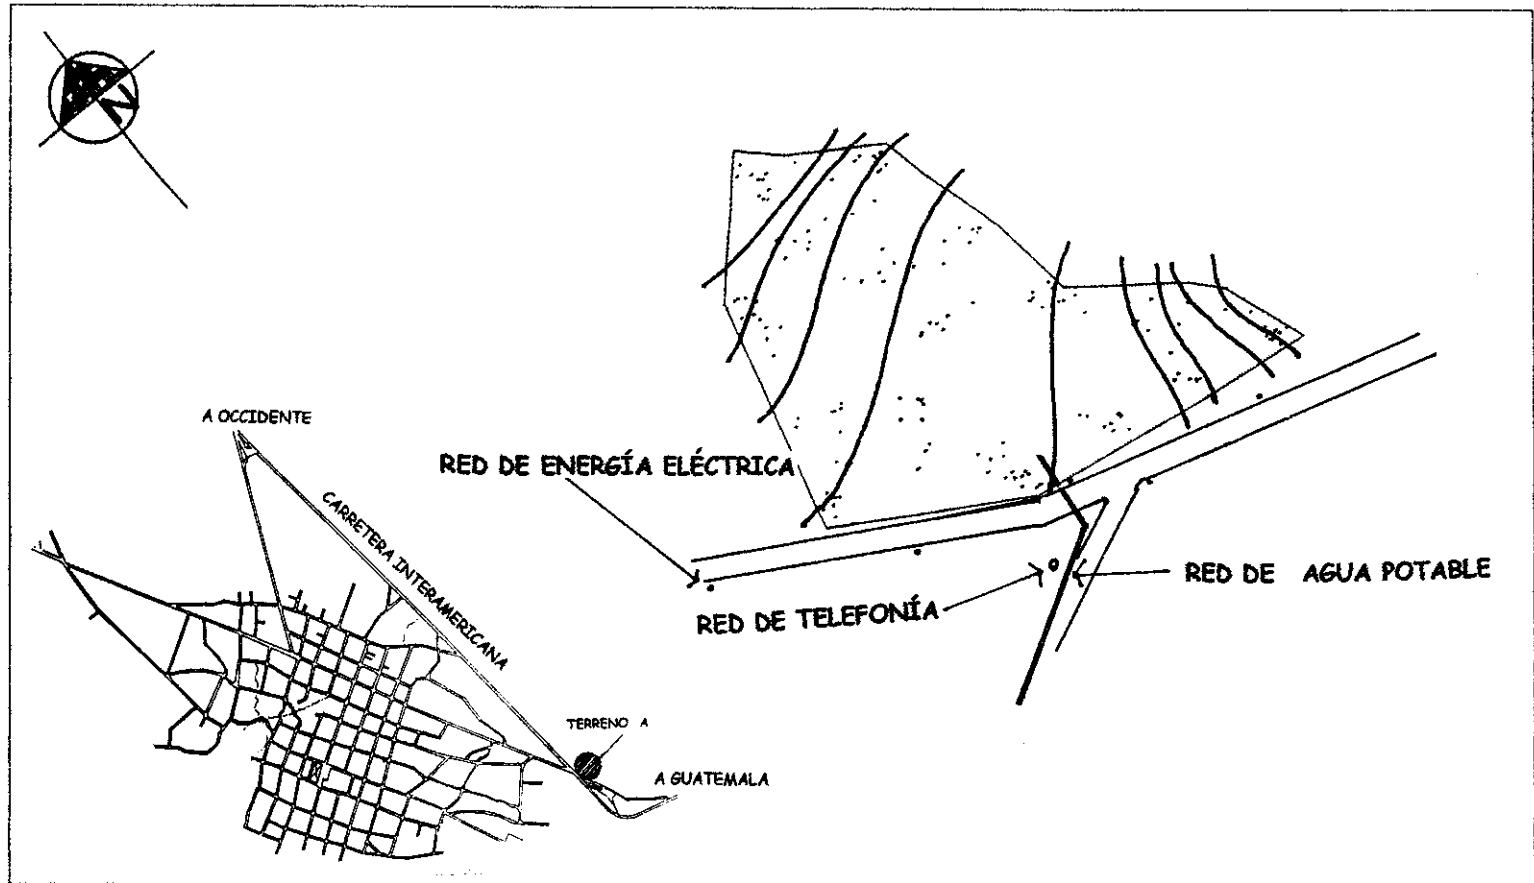 N
A OCCIDENTE
RED DE ENERGÍA ELÉCTRICA
CARRETERA INTERAMERICANA
RED DE AGUA POTABLE
RED DE TELEFONÍA
TERRENO A
A GUATEMALA